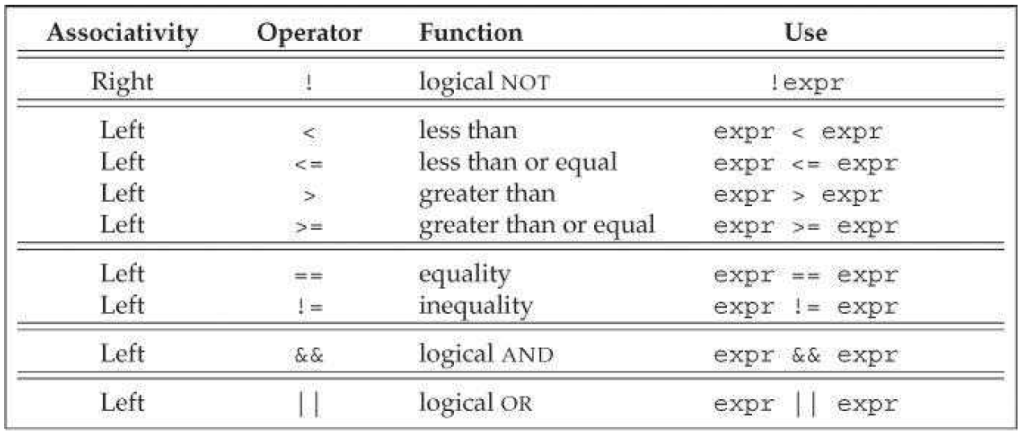 Associativity Operator Function Use
Right ! logical NOT !expr
Left < less than expr < expr
Left <= less than or equal expr <= expr
Left > greater than expr > expr
Left >= greater than or equal expr >= expr
Left == equality expr == expr
Left != inequality expr != expr
Left && logical AND expr && expr
Left || logical OR expr || expr